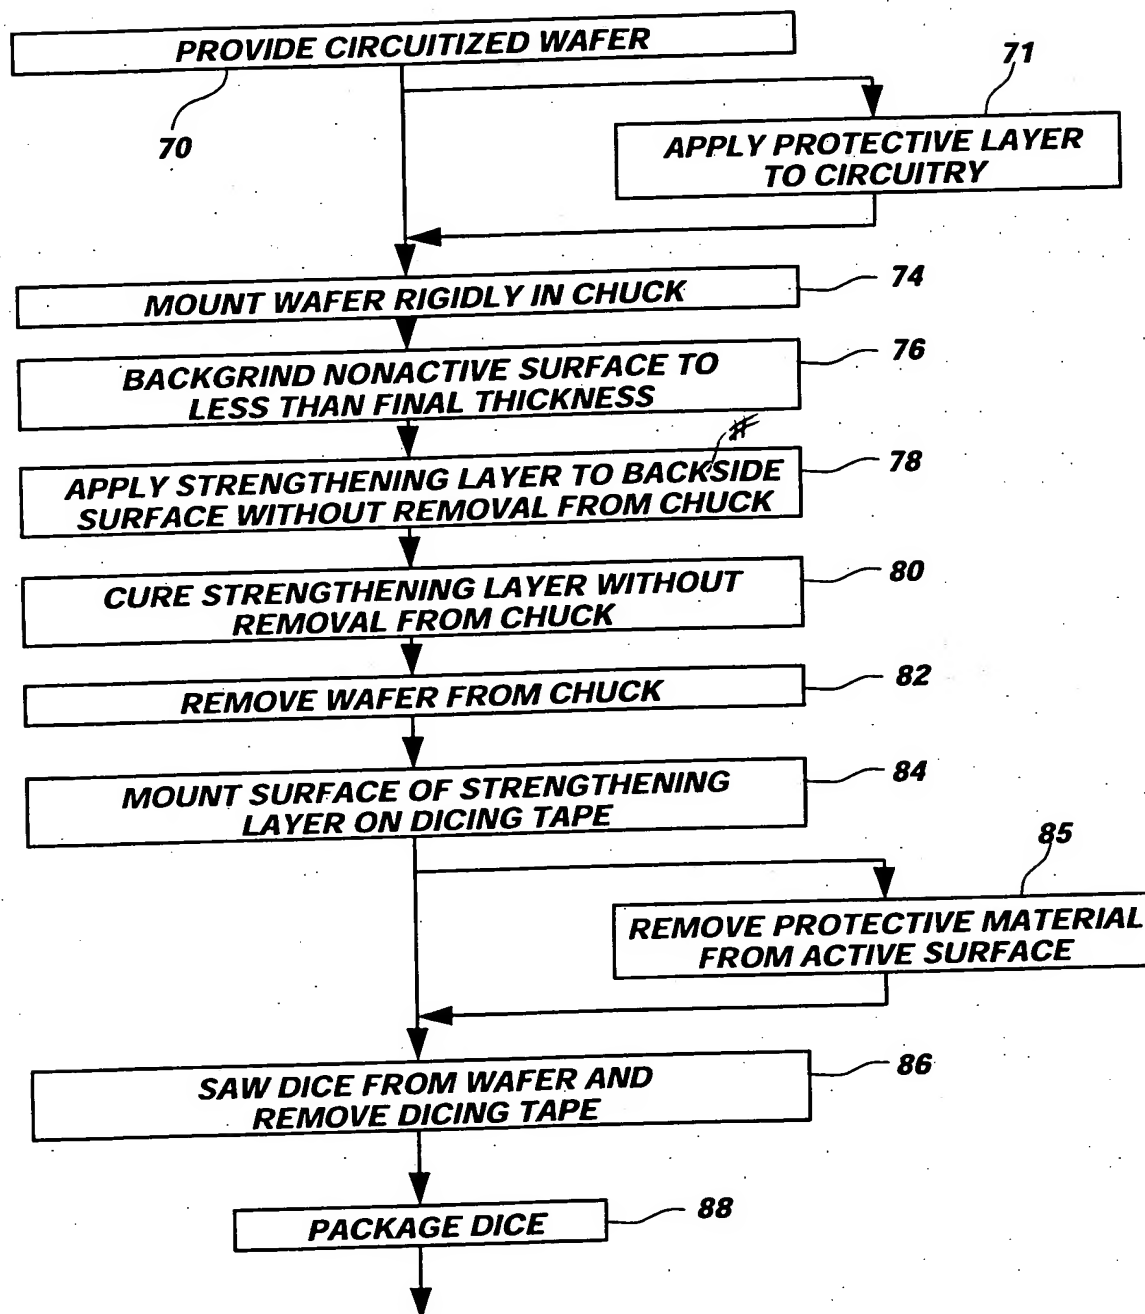 PROVIDE CIRCUITIZED WAFER
71
70
APPLY PROTECTIVE LAYER
TO CIRCUITRY
74
MOUNT WAFER RIGIDLY IN CHUCK
76
BACKGRIND NONACTIVE SURFACE TO
LESS THAN FINAL THICKNESS
#
78
APPLY STRENGTHENING LAYER TO BACKSIDE
SURFACE WITHOUT REMOVAL FROM CHUCK
80
CURE STRENGTHENING LAYER WITHOUT
REMOVAL FROM CHUCK
82
REMOVE WAFER FROM CHUCK
84
MOUNT SURFACE OF STRENGTHENING
LAYER ON DICING TAPE
85
REMOVE PROTECTIVE MATERIAL
FROM ACTIVE SURFACE
86
SAW DICE FROM WAFER AND
REMOVE DICING TAPE
88
PACKAGE DICE